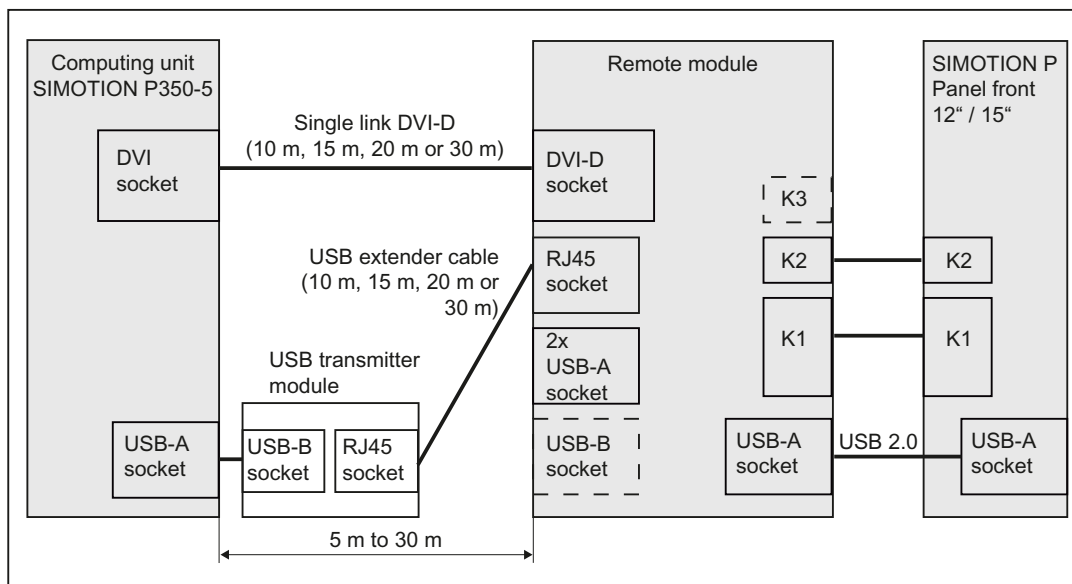 Computing unit
SIMOTION P350-5
Remote module
SIMOTION P
Panel front
12“ / 15“
Single link DVI-D
(10 m, 15 m, 20 m or 30 m)
DVI
socket
DVI-D
socket
K3
USB extender cable
(10 m, 15 m, 20 m or
30 m)
RJ45
socket
K2
K2
2x
USB-A
socket
K1
K1
USB transmitter
module
USB-A
socket
USB-B
socket
RJ45
socket
USB-B
socket
USB-A
socket
USB 2.0
USB-A
socket
5 m to 30 m